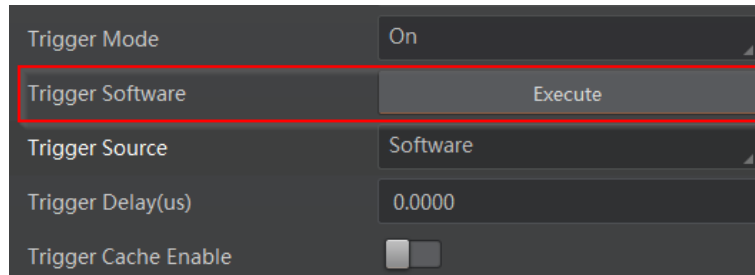 Trigger Mode On
Trigger Software Execute
Trigger Source Software
Trigger Delay(us) 0.0000
Trigger Cache Enable